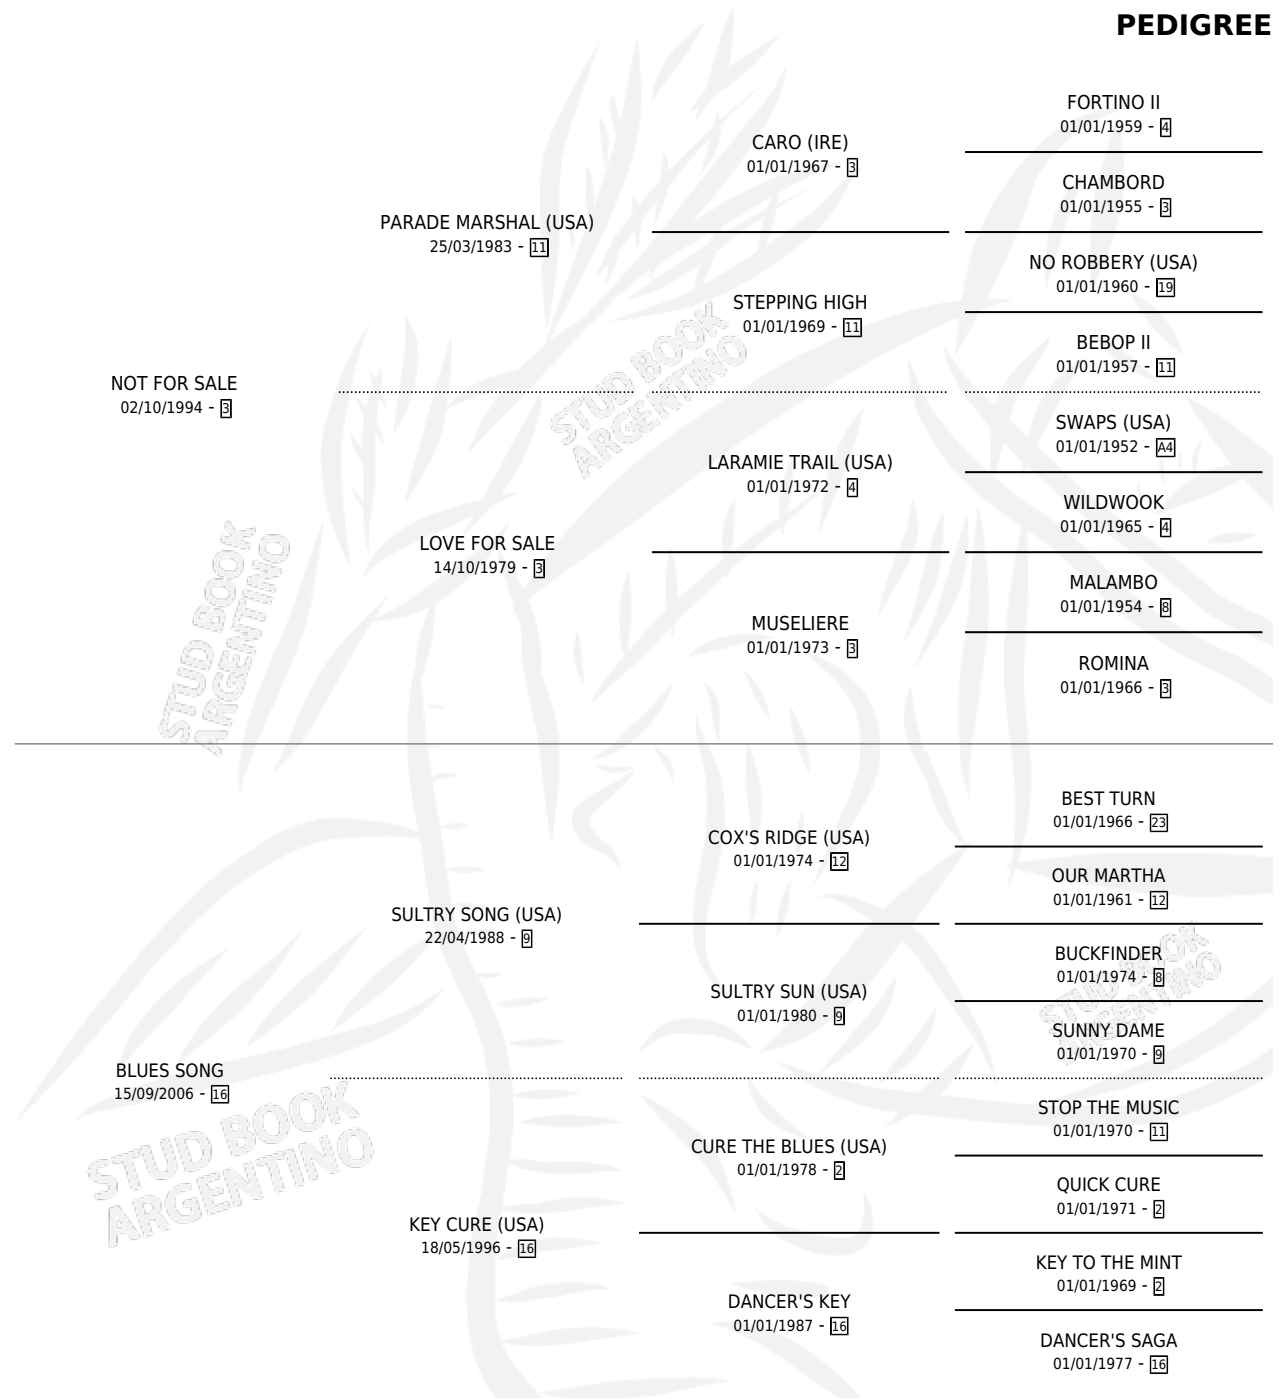 PEDIGREE
FORTINO II
01/01/1959 - 4
CARO (IRE)
01/01/1967 - 3
CHAMBORD
01/01/1955 - 3
PARADE MARSHAL (USA)
25/03/1983 - 11
NO ROBBERY (USA)
01/01/1960 - 19
STEPPING HIGH
01/01/1969 - 11
BEBOP II
01/01/1957 - 11
NOT FOR SALE
02/10/1994 - 3
SWAPS (USA)
01/01/1952 - A4
LARAMIE TRAIL (USA)
01/01/1972 - 4
WILDWOOK
01/01/1965 - 4
LOVE FOR SALE
14/10/1979 - 3
MALAMBO
01/01/1954 - 8
MUSELIERE
01/01/1973 - 3
ROMINA
01/01/1966 - 3
BEST TURN
01/01/1966 - 23
COX'S RIDGE (USA)
01/01/1974 - 12
OUR MARTHA
01/01/1961 - 12
SULTRY SONG (USA)
22/04/1988 - 9
BUCKFINDER
01/01/1974 - 8
SULTRY SUN (USA)
01/01/1980 - 9
SUNNY DAME
01/01/1970 - 9
BLUES SONG
15/09/2006 - 16
STOP THE MUSIC
01/01/1970 - 11
CURE THE BLUES (USA)
01/01/1978 - 2
QUICK CURE
01/01/1971 - 2
KEY CURE (USA)
18/05/1996 - 16
KEY TO THE MINT
01/01/1969 - 2
DANCER'S KEY
01/01/1987 - 16
DANCER'S SAGA
01/01/1977 - 16
STUD BOOK
ARGENTINO
STUD BOOK
ARGENTINO
STUD BOOK
ARGENTINO
STUD BOOK
ARGENTINO